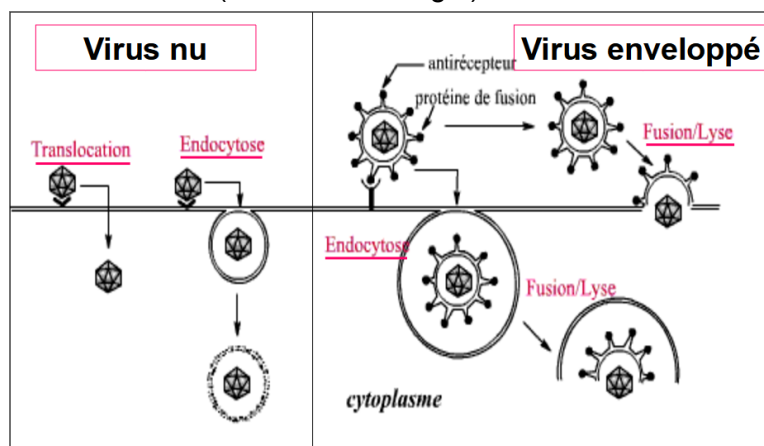 Virus nu
Virus enveloppé
antirécepteur
protéine de fusion
Translocation
Endocytose
Fusion/Lyse
Endocytose
Fusion/Lyse
cytoplasme